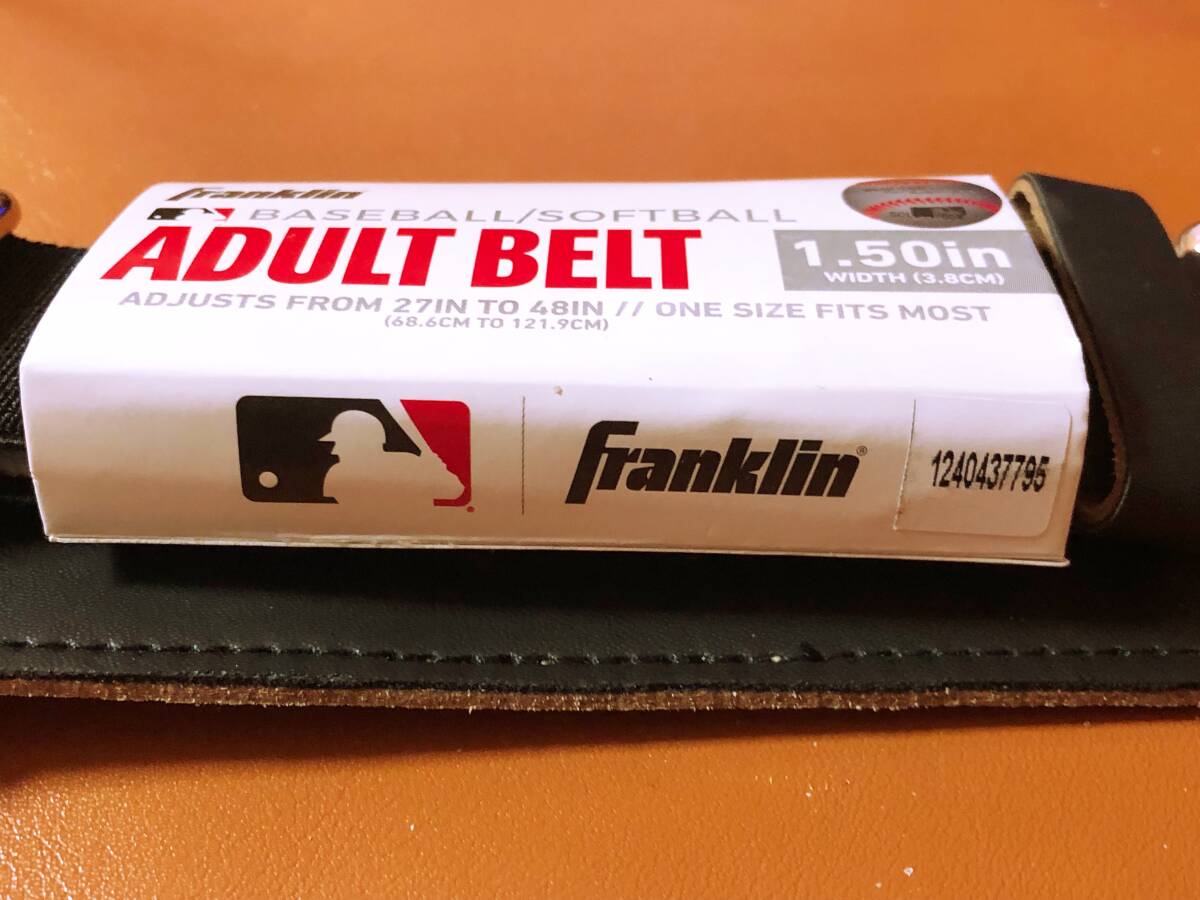 Franklin
BASEBALL/SOFTBALL
ADULT BELT
1.50in
WIDTH (3.8CM)
ADJUSTS FROM 27IN TO 48IN // ONE SIZE FITS MOST
(68.6CM TO 121.9CM)
Franklin®
1240437795